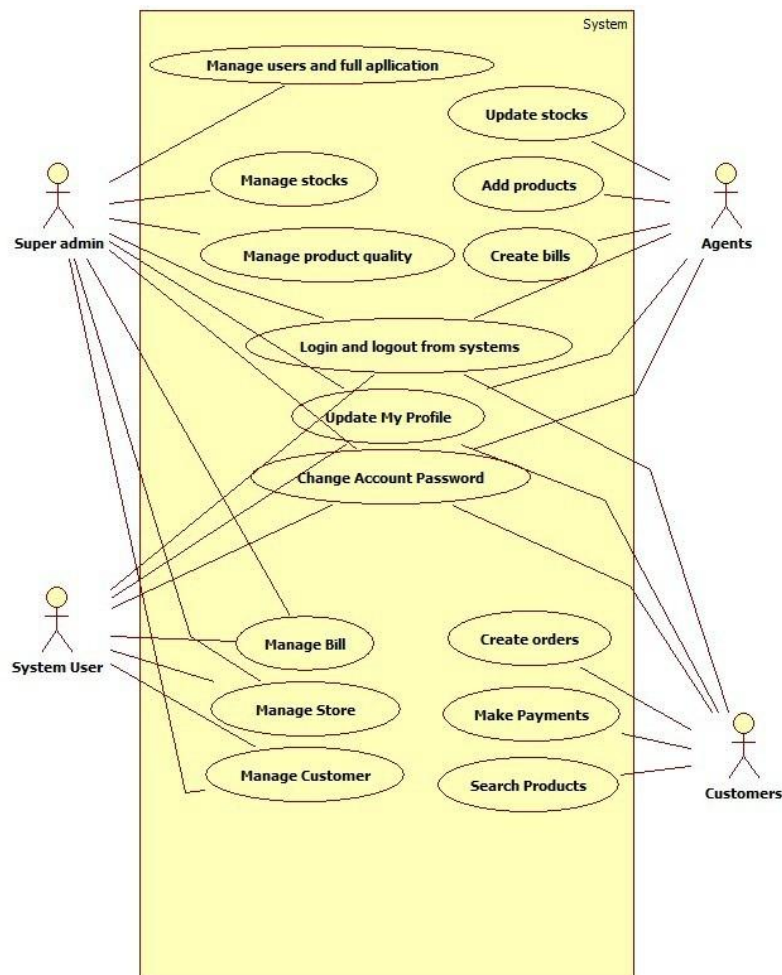 System
Manage users and full apllication
Update stocks
Manage stocks
Add products
Super admin
Agents
Manage product quality
Create bills
Login and logout from systems
Update My Profile
Change Account Password
System User
Manage Bill
Create orders
Manage Store
Make Payments
Manage Customer
Search Products
Customers